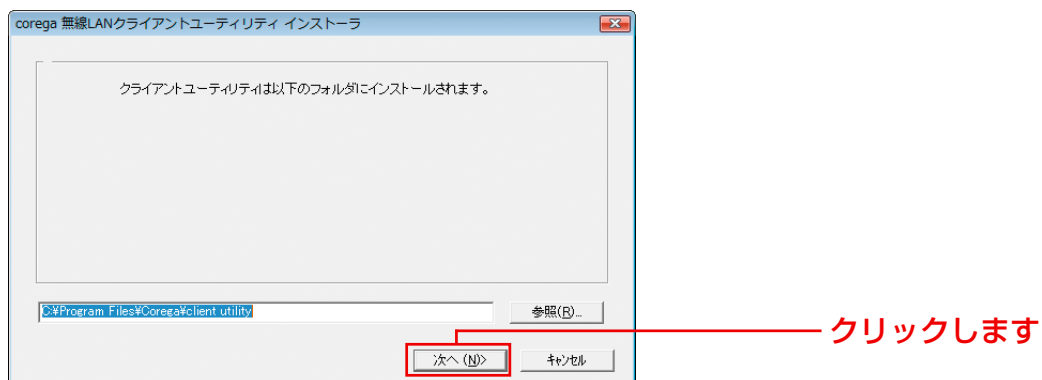 corega 無線LANクライアントユーティリティ インストーラ
クライアントユーティリティは以下のフォルダにインストールされます。
C:¥Program Files¥Corega¥client utility
参照(R)...
クリックします
次へ (N)>
キャンセル